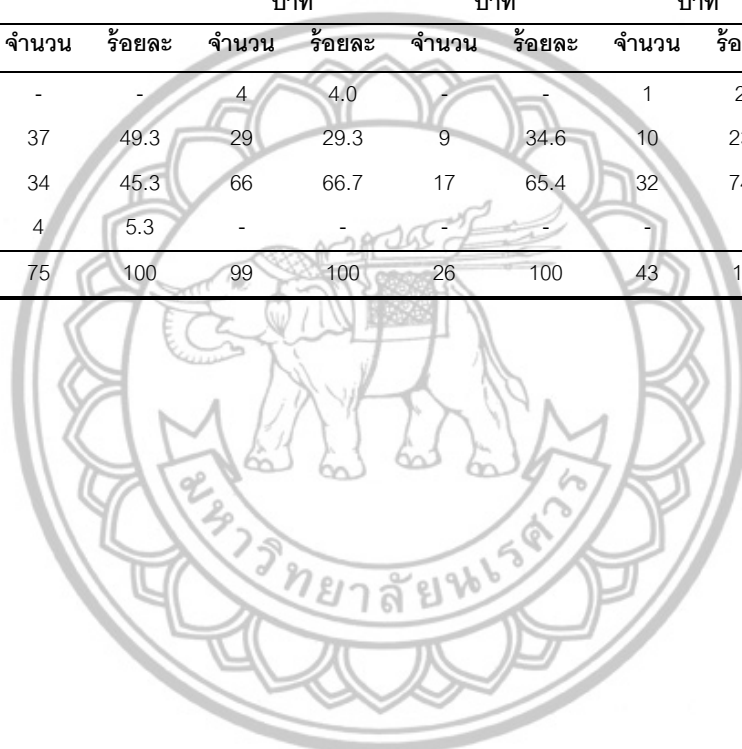 บาท บาท บาท
จำนวน ร้อยละ จำนวน ร้อยละ จำนวน ร้อยละ จำนวน
- - 4 4.0 - - 1
37 49.3 29 29.3 9 34.6 10
34 45.3 66 66.7 17 65.4 32
4 5.3 - - - - -
75 100 99 100 26 100 43
มหาวิทยาลัยนเรศวร